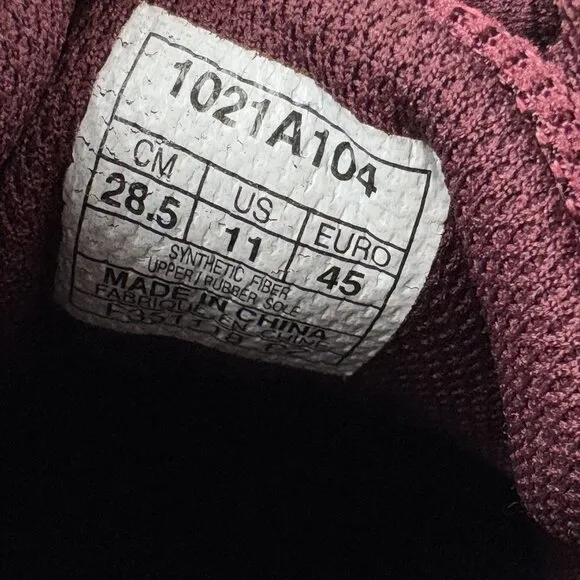 1021A104
CM US EURO
28.5 11 45
SYNTHETIC FIBER
UPPER/RUBBER SOLE
MADE IN CHINA
FABRIQUE EN CHINE